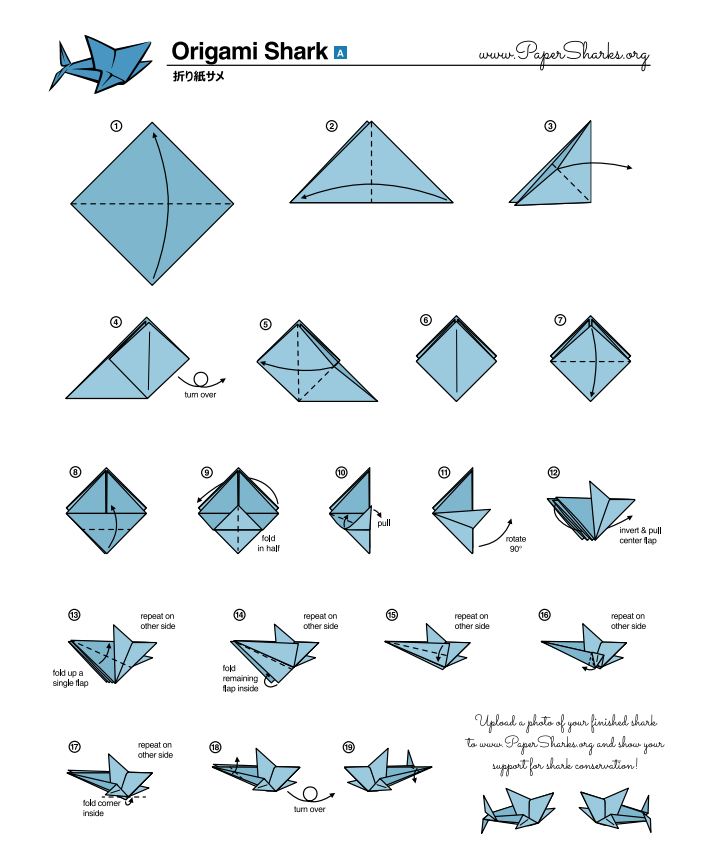 Origami Shark A
www.PaperSharks.org
折り紙サメ
1
2
3
4
turn over
5
6
7
8
9
fold
in half
10
pull
11
rotate
90°
12
invert & pull
center flap
13
repeat on
other side
fold up a
single flap
14
repeat on
other side
fold
remaining
flap inside
15
repeat on
other side
16
repeat on
other side
17
repeat on
other side
fold corner
inside
18
turn over
19
Upload a photo of your finished shark
to www.PaperSharks.org and show your
support for shark conservation!